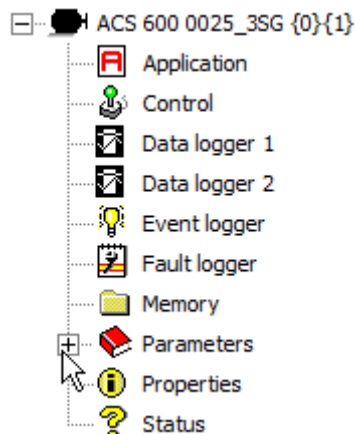 ACS 600 0025_3SG {0}{1}
Application
Control
Data logger 1
Data logger 2
Event logger
Fault logger
Memory
Parameters
Properties
Status